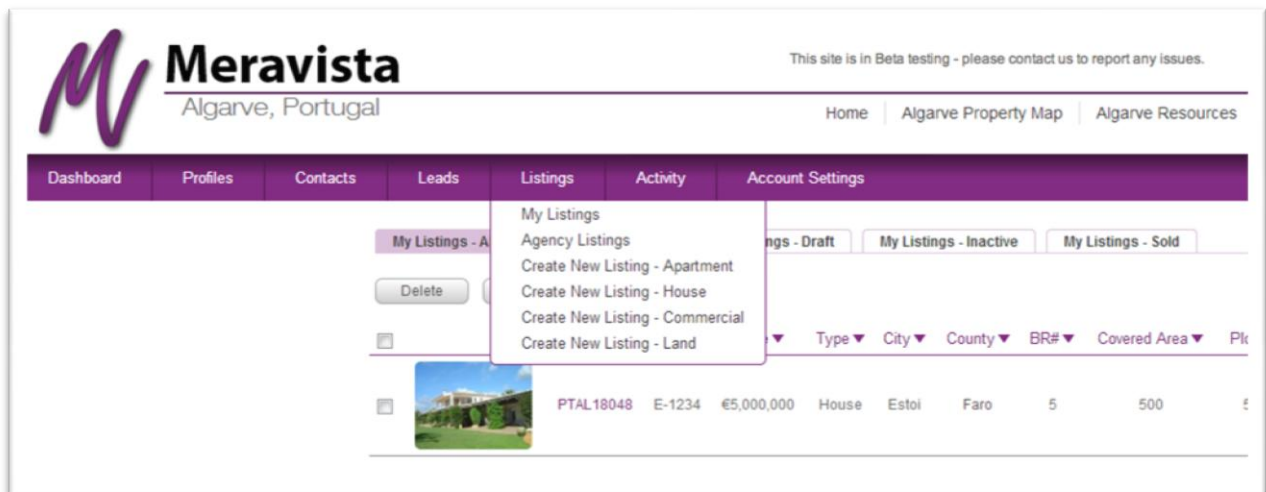 Meravista
Algarve, Portugal
This site is in Beta testing - please contact us to report any issues.
Home Algarve Property Map Algarve Resources
Dashboard Profiles Contacts Leads Listings Activity Account Settings
My Listings
Agency Listings
Create New Listing - Apartment
Create New Listing - House
Create New Listing - Commercial
Create New Listing - Land
My Listings - Draft My Listings - Inactive My Listings - Sold
Delete
Type▼ City▼ County▼ BR#▼ Covered Area▼
PTAL18048 E-1234 €5,000,000 House Estoi Faro 5 500